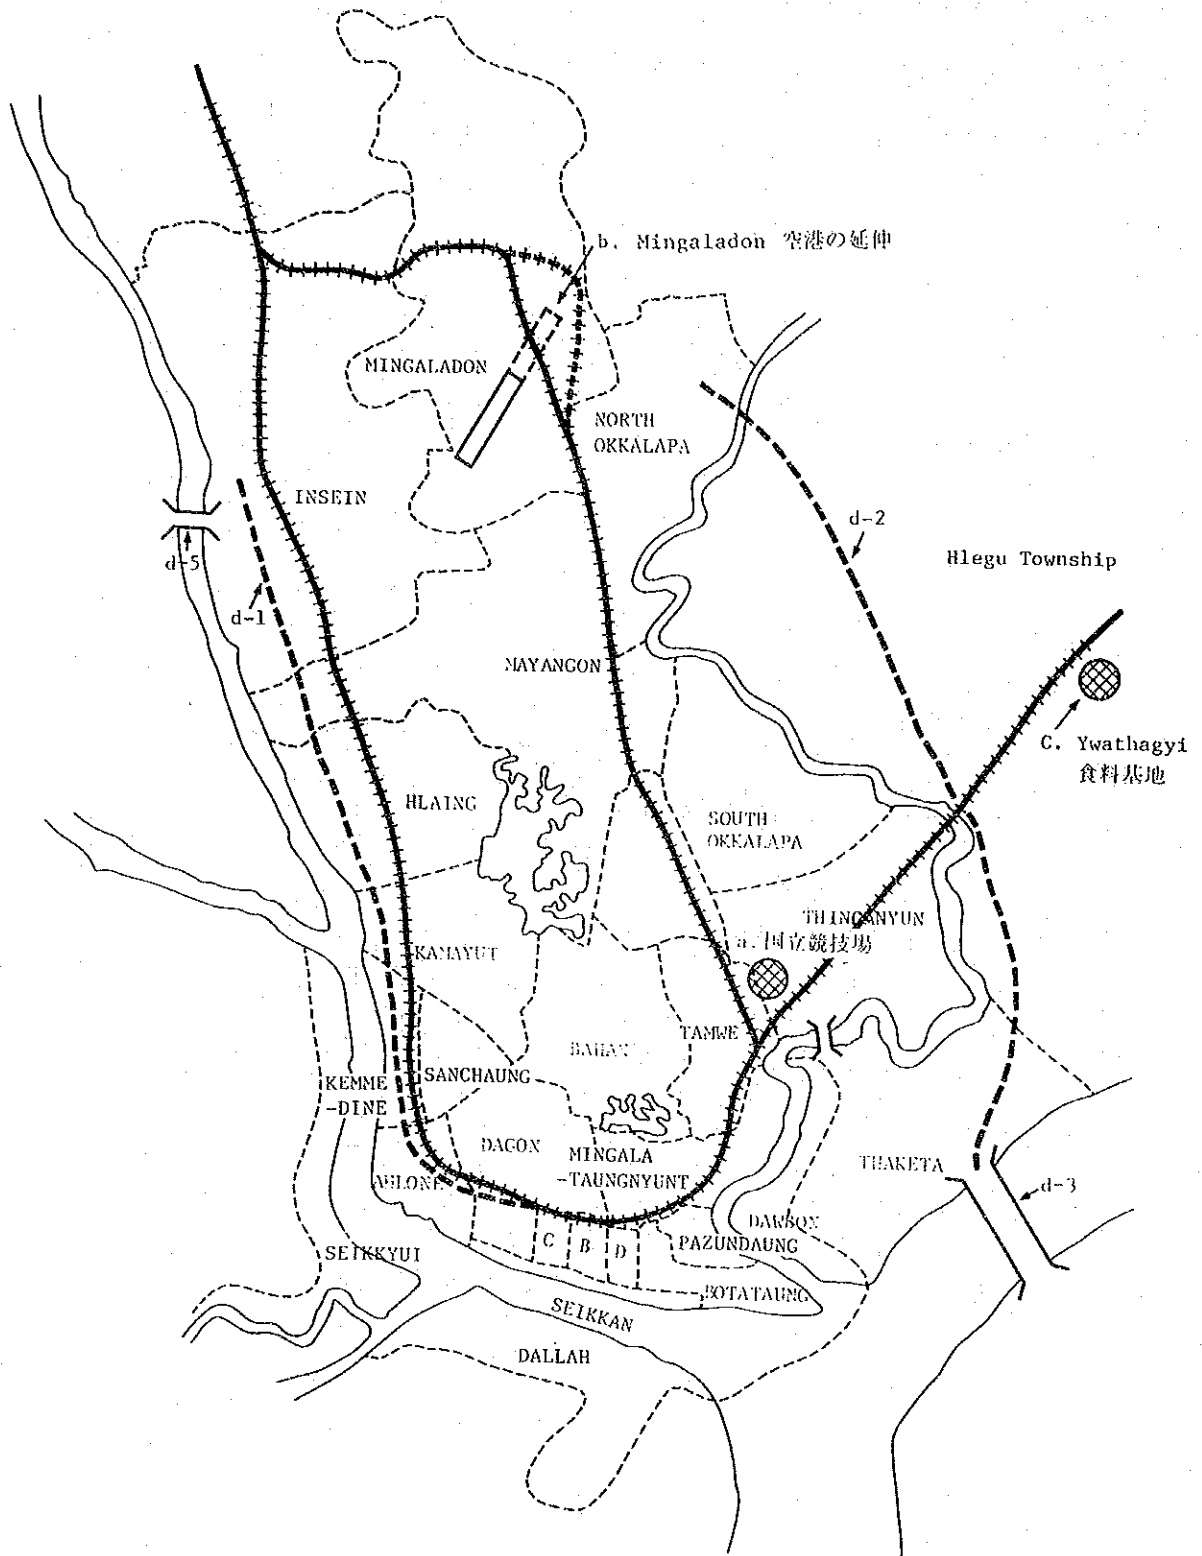 b. Mingaladon 空港の延伸
MINGALADON
NORTH
OKKALAPA
INSEIN
d-2
d-5
Hlegu Township
d-1
MAYANGON
C. Ywathagyi
食料基地
HLAING
SOUTH
OKKALAPA
THINGANYUN
a. 国立競技場
KAMAYUT
TAMWE
BAHAN
SANCHAUNG
KEMME
-DINE
DAGON
MINGALA
-TAUNGNYUNT
THAKETA
d-3
AHLONE
DAWBON
C
B
D
PAZUNDAUNG
SEIKKYUI
BOTATAUNG
SEIKKAN
DALLAH